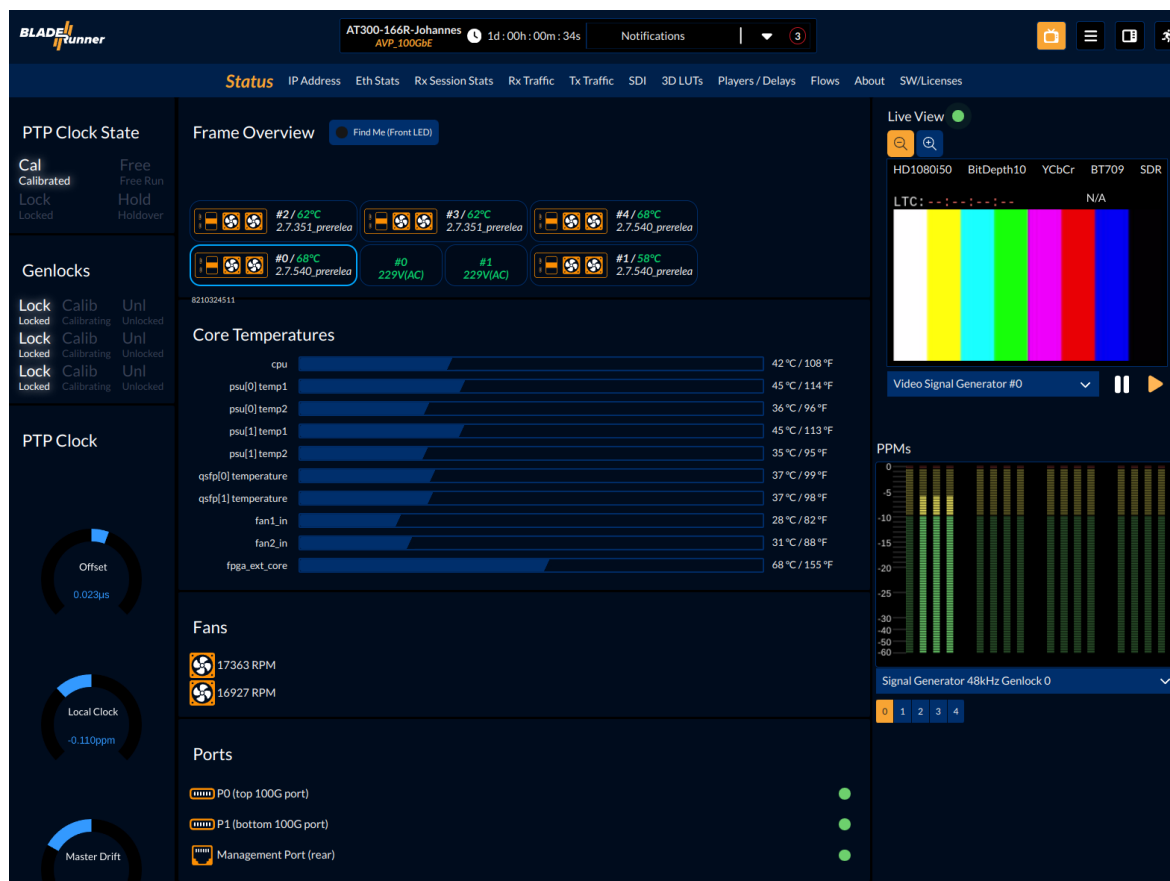 BLADE
runner
AT300-166R-Johannes
AVP_100GbE
1d : 00h : 00m : 34s
Notifications
3
Status IP Address Eth Stats Rx Session Stats Rx Traffic Tx Traffic SDI 3D LUTs Players / Delays Flows About SW/Licenses
PTP Clock State
Cal Free
Calibrated Free Run
Lock Hold
Locked Holdover
Genlocks
Lock Calib Unl
Locked Calibrating Unlocked
Lock Calib Unl
Locked Calibrating Unlocked
Lock Calib Unl
Locked Calibrating Unlocked
PTP Clock
Offset
0.023µs
Local Clock
-0.110ppm
Master Drift
Frame Overview
Find Me (Front LED)
#2 / 62°C
2.7.351_prerelea
#3 / 62°C
2.7.351_prerelea
#4 / 68°C
2.7.540_prerelea
#0 / 68°C
2.7.540_prerelea
#0
229V(AC)
#1
229V(AC)
#1 / 58°C
2.7.540_prerelea
8210324511
Core Temperatures
cpu 42 °C / 108 °F
psu[0] temp1 45 °C / 114 °F
psu[0] temp2 36 °C / 96 °F
psu[1] temp1 45 °C / 113 °F
psu[1] temp2 35 °C / 95 °F
qsfp[0] temperature 37 °C / 99 °F
qsfp[1] temperature 37 °C / 98 °F
fan1_in 28 °C / 82 °F
fan2_in 31 °C / 88 °F
fpga_ext_core 68 °C / 155 °F
Fans
17363 RPM
16927 RPM
Ports
P0 (top 100G port)
P1 (bottom 100G port)
Management Port (rear)
Live View
HD1080i50 BitDepth10 YCbCr BT709 SDR
LTC: --:--:--:-- N/A
Video Signal Generator #0
PPMs
0
-5
-10
-15
-20
-25
-30
-40
-50
-60
Signal Generator 48kHz Genlock 0
0 1 2 3 4